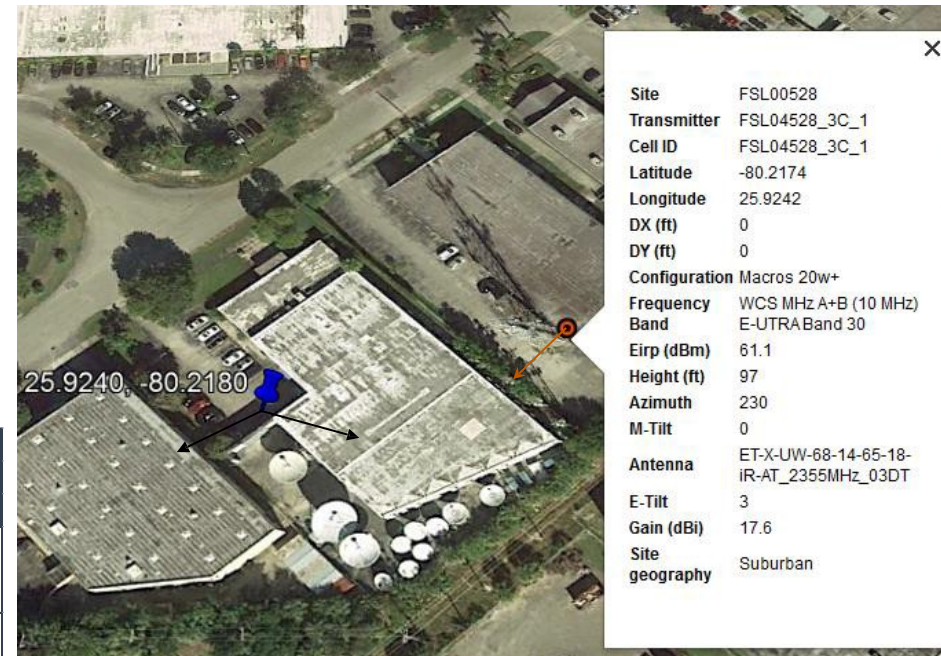 25.9240, -80.2180
×
Site FSL00528
Transmitter FSL04528_3C_1
Cell ID FSL04528_3C_1
Latitude -80.2174
Longitude 25.9242
DX (ft) 0
DY (ft) 0
Configuration Macros 20w+
Frequency WCS MHz A+B (10 MHz)
Band E-UTRA Band 30
Eirp (dBm) 61.1
Height (ft) 97
Azimuth 230
M-Tilt 0
Antenna ET-X-UW-68-14-65-18-
iR-AT_2355MHz_03DT
E-Tilt 3
Gain (dBi) 17.6
Site
geography Suburban